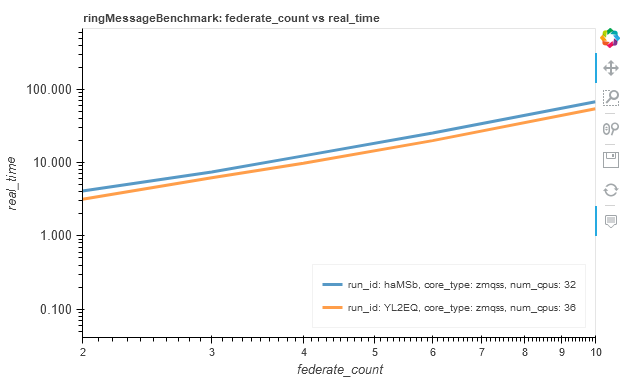 ringMessageBenchmark: federate_count vs real_time
real_time
100.000
10.000
1.000
0.100
run_id: haMSb, core_type: zmqss, num_cpus: 32
run_id: YL2EQ, core_type: zmqss, num_cpus: 36
2 3 4 5 6 7 8 9 10
federate_count